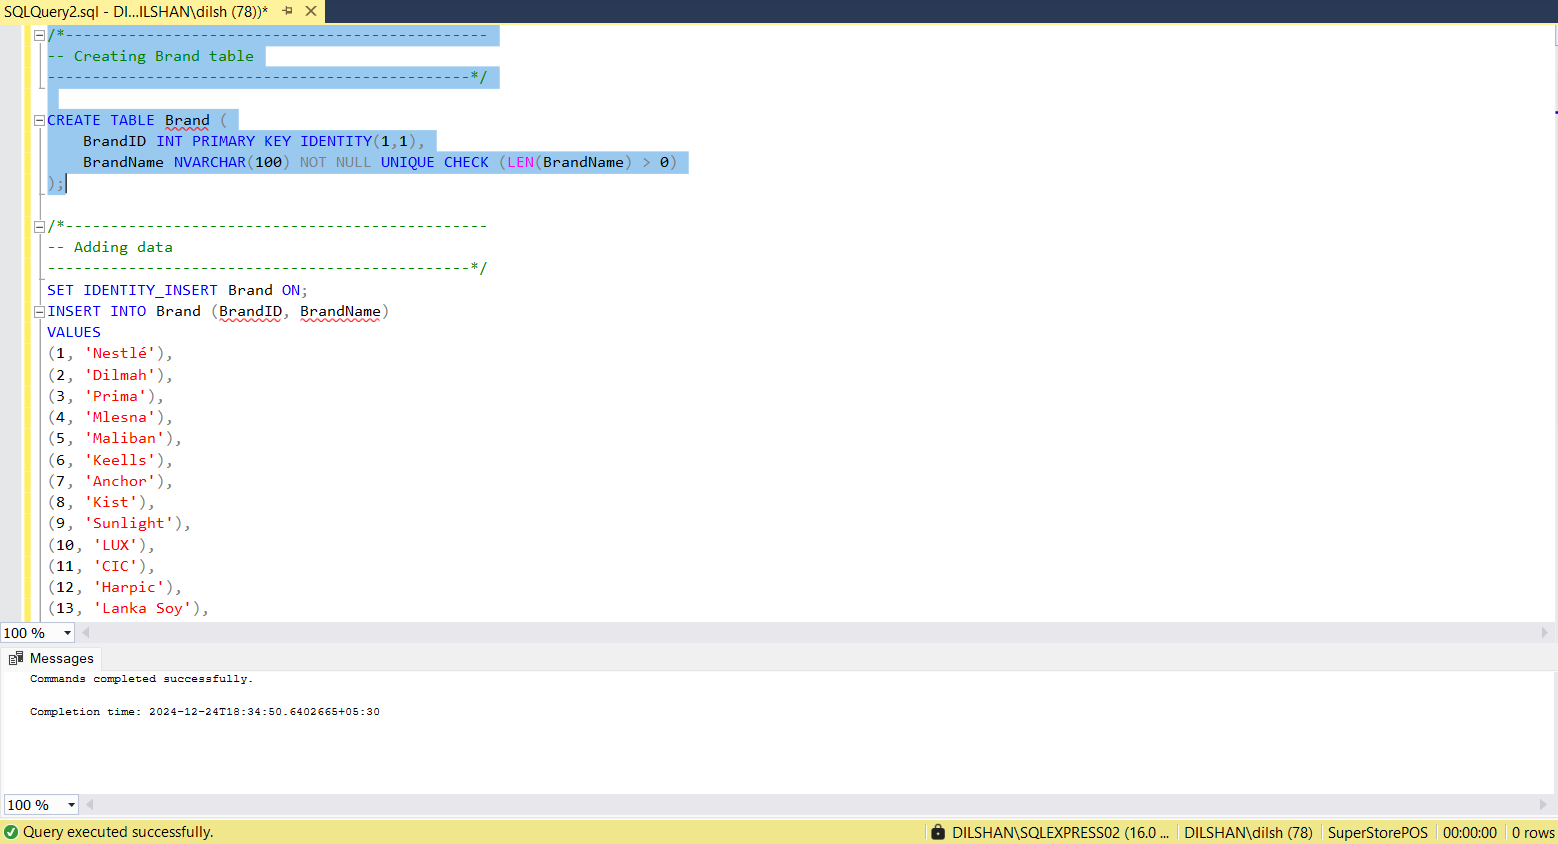 SQLQuery2.sql - DI...ILSHAN\dilsh (78))*
/*-----------------------------------------------
-- Creating Brand table
-----------------------------------------------*/
CREATE TABLE Brand (
    BrandID INT PRIMARY KEY IDENTITY(1,1),
    BrandName NVARCHAR(100) NOT NULL UNIQUE CHECK (LEN(BrandName) > 0)
);
/*-----------------------------------------------
-- Adding data
-----------------------------------------------*/
SET IDENTITY_INSERT Brand ON;
INSERT INTO Brand (BrandID, BrandName)
VALUES
(1, 'Nestlé'),
(2, 'Dilmah'),
(3, 'Prima'),
(4, 'Mlesna'),
(5, 'Maliban'),
(6, 'Keells'),
(7, 'Anchor'),
(8, 'Kist'),
(9, 'Sunlight'),
(10, 'LUX'),
(11, 'CIC'),
(12, 'Harpic'),
(13, 'Lanka Soy'),
100 %
Messages
Commands completed successfully.
Completion time: 2024-12-24T18:34:50.6402665+05:30
100 %
Query executed successfully. DILSHAN\SQLEXPRESS02 (16.0 ... DILSHAN\dilsh (78) SuperStorePOS 00:00:00 0 rows